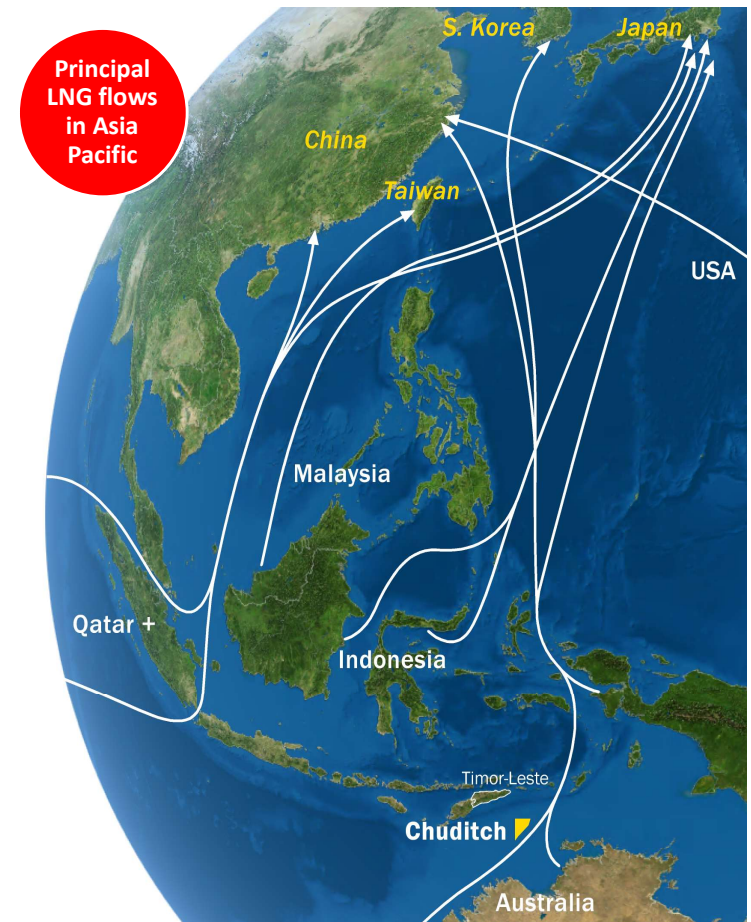 Principal
LNG flows
in Asia
Pacific
S. Korea
Japan
China
Taiwan
USA
Malaysia
Qatar +
Indonesia
Timor-Leste
Chuditch
Australia